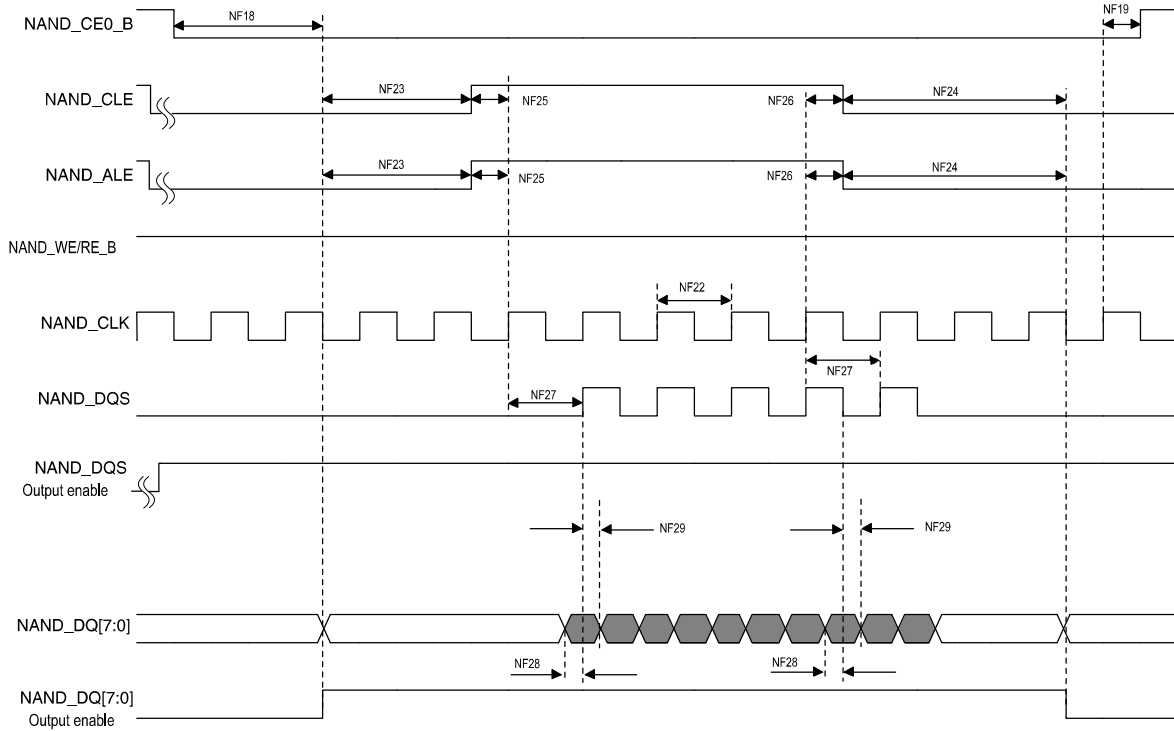 NAND_CE0_B
NF18
NF19
NAND_CLE
NF23
NF25
NF26
NF24
NAND_ALE
NF23
NF25
NF26
NF24
NAND_WE/RE_B
NF22
NAND_CLK
NF27
NAND_DQS
NF27
NAND_DQS
Output enable
NF29
NF29
NAND_DQ[7:0]
NF28
NF28
NAND_DQ[7:0]
Output enable